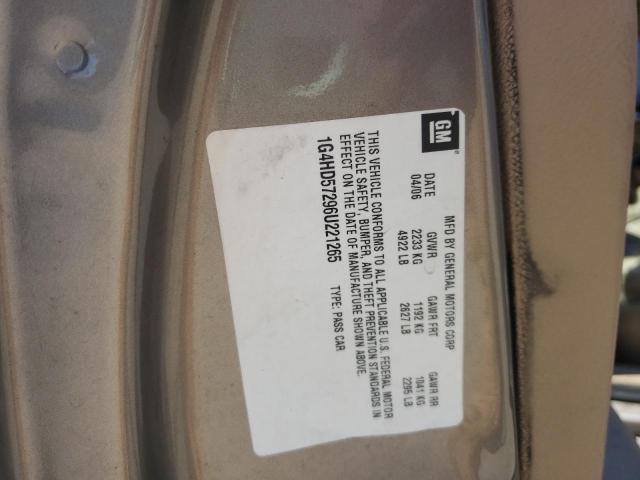 GM
MFD BY GENERAL MOTORS CORP
DATE GVWR GAWR FRT GAWR RR
04/06 2233 KG 1192 KG 1041 KG
4922 LB 2627 LB 2295 LB
THIS VEHICLE CONFORMS TO ALL APPLICABLE U.S. FEDERAL MOTOR
VEHICLE SAFETY, BUMPER, AND THEFT PREVENTION STANDARDS IN
EFFECT ON THE DATE OF MANUFACTURE SHOWN ABOVE.
1G4HD57296U221265 TYPE: PASS CAR